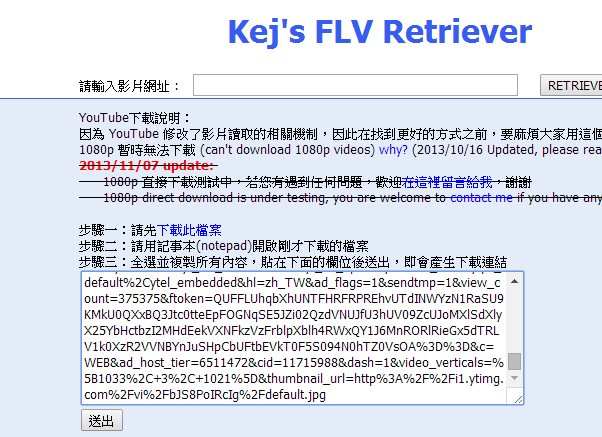 Kej's FLV Retriever
請輸入影片網址：
RETRIEVE
YouTube下載說明：
因為 YouTube 修改了影片讀取的相關機制，因此在找到更好的方式之前，要麻煩大家用這個
1080p 暫時無法下載 (can't download 1080p videos) why? (2013/10/16 Updated, please rea
2013/11/07 update:
1080p 直接下載測試中，若您有遇到任何問題，歡迎在這裡留言給我，謝謝
1080p direct download is under testing, you are welcome to contact me if you have any
步驟一：請先下載此檔案
步驟二：請用記事本(notepad)開啟剛才下載的檔案
步驟三：全選並複製所有內容，貼在下面的欄位後送出，即會產生下載連結
default%2Cytel_embedded&hl=zh_TW&ad_flags=1&sendtmp=1&view_c
ount=375375&ftoken=QUFFLUhqbXhUNTFHRFRPREhvUTdINWYzN1RaSU9
KMkU0QXxBQ3Jtc0tteEpFOGNqSE5JZi02QzdVNUJfU3hUV09ZcUJoMXlSdXly
X25YbHctbzI2MHdEekVXNFkzVzFrblpXblh4RWxQY1J6MnRORlRieGx5dTRL
V1k0XzR2VVNBYnJuSHpCbUFtbEVkT0F5S094N0hTZ0VsOA%3D%3D&c=
WEB&ad_host_tier=6511472&cid=11715988&dash=1&video_verticals=
%5B1033%2C+3%2C+1021%5D&thumbnail_url=http%3A%2F%2Fi1.ytimg.
com%2Fvi%2FbJS8PoIRcIg%2Fdefault.jpg
送出